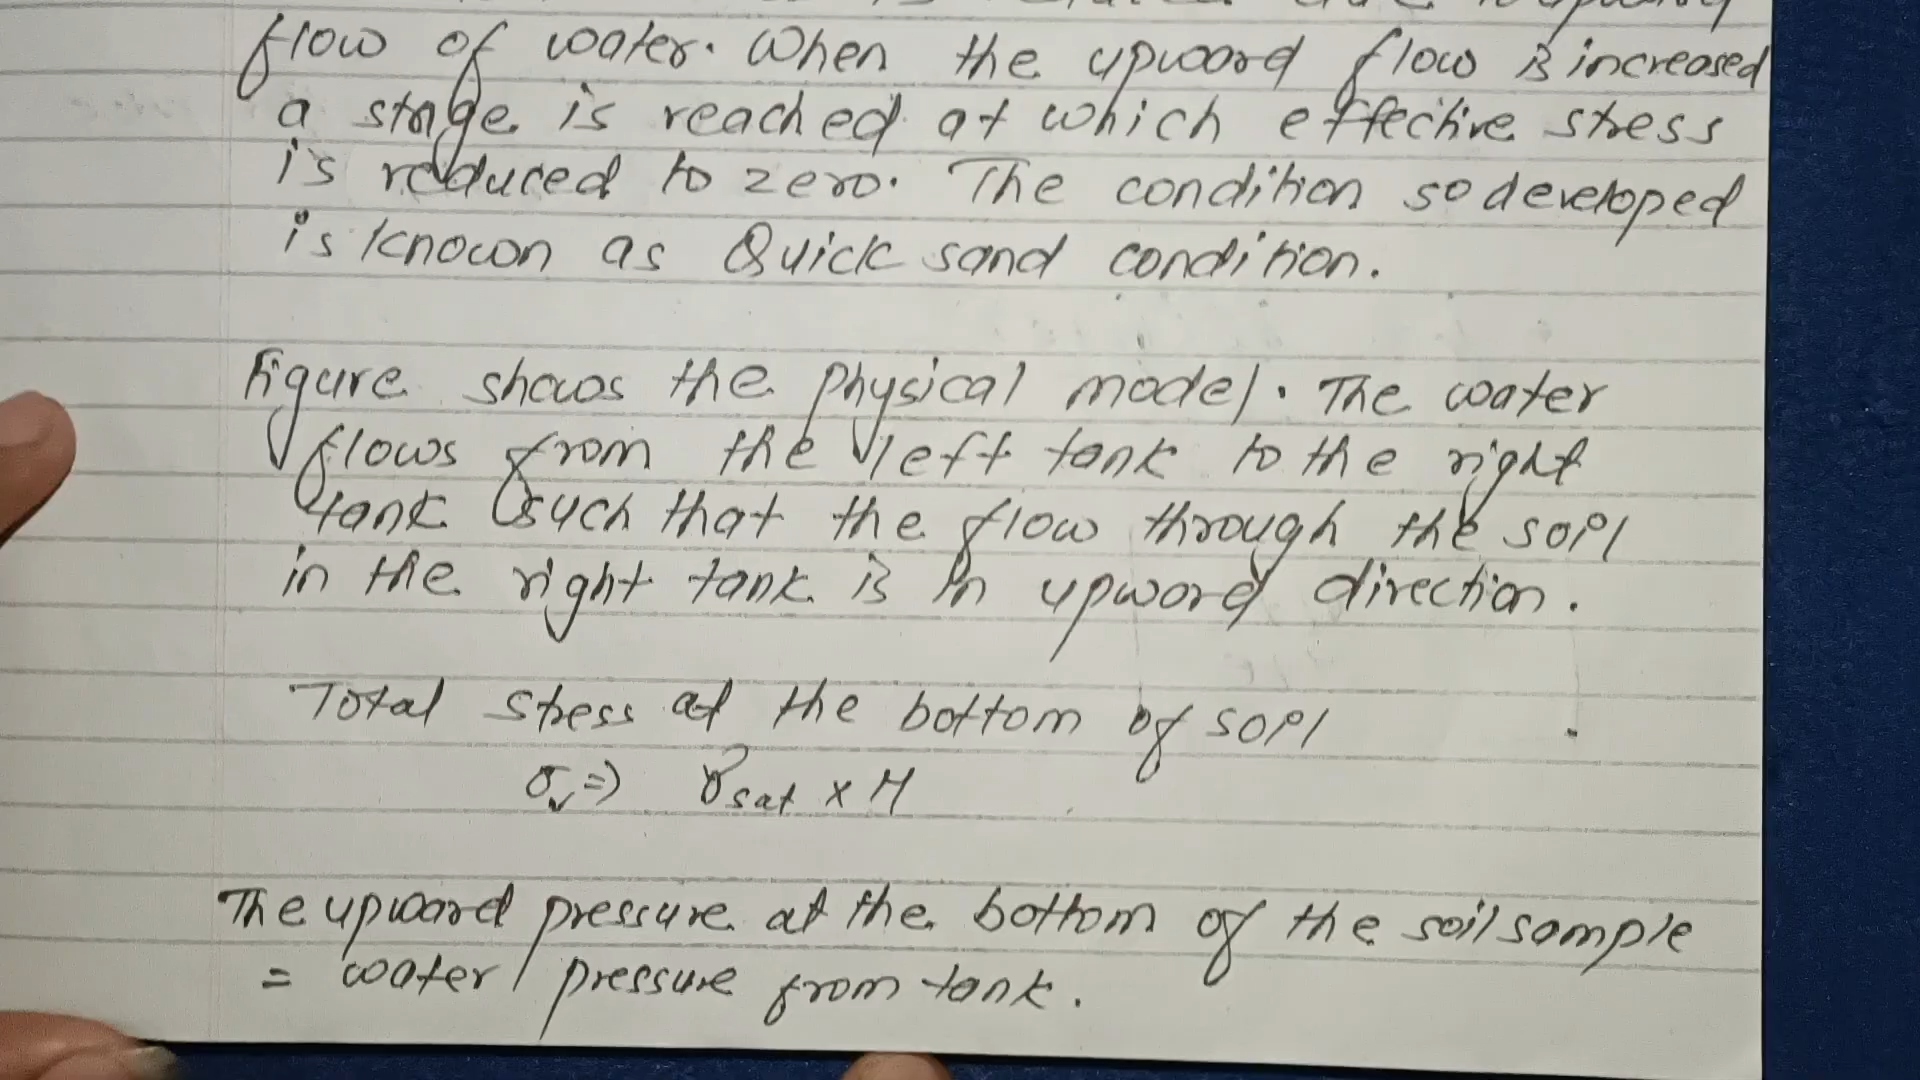 flow of water. When the upward flow is increased
a stage is reached at which effective stress
is reduced to zero. The condition so developed
is known as Quick sand condition.
Figure shows the physical model. The water
flows from the left tank to the right
tank such that the flow through the soil
in the right tank is in upward direction.
Total stress at the bottom of soil
σv => γsat x H
The upward pressure at the bottom of the soil sample
= water pressure from tank.